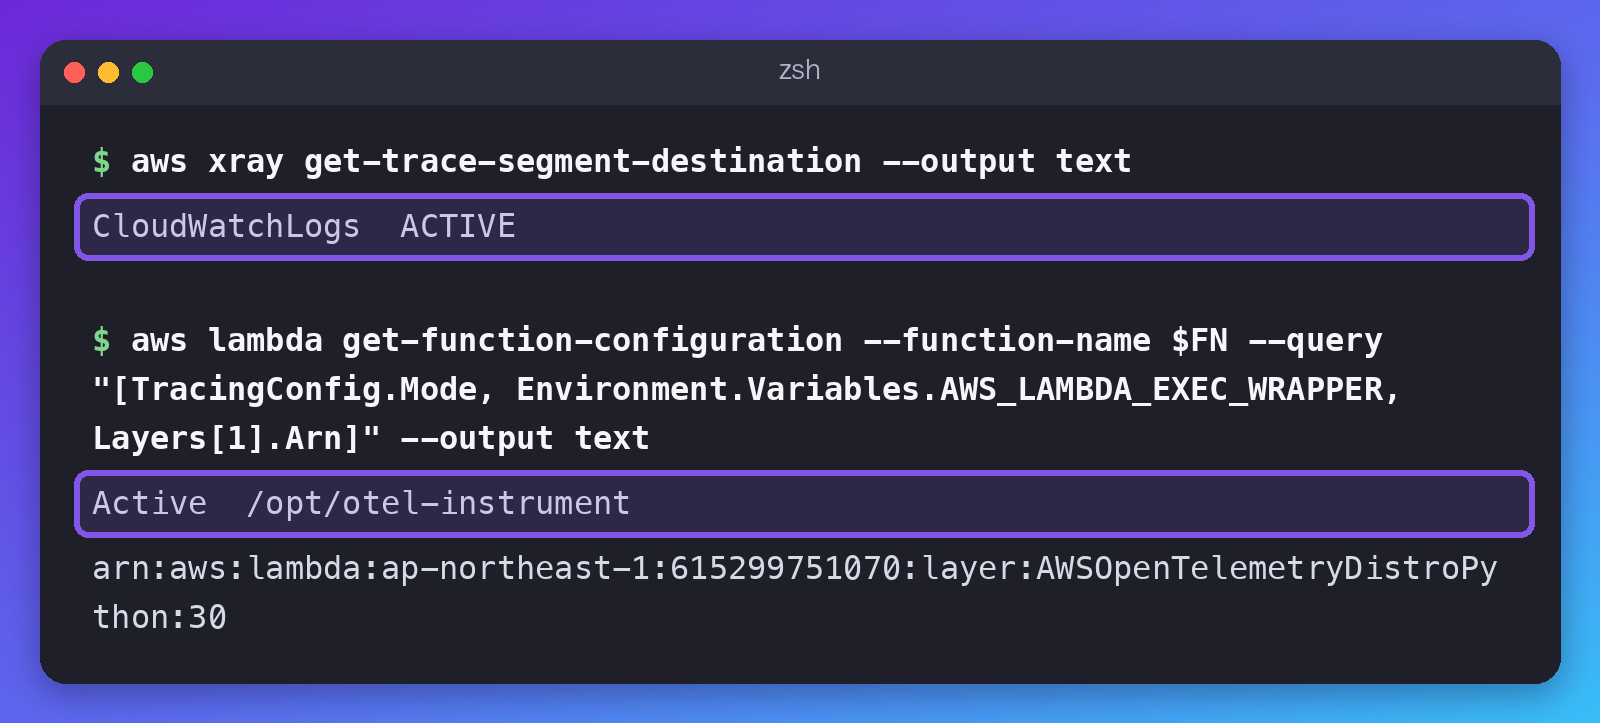 zsh
$ aws xray get-trace-segment-destination --output text
CloudWatchLogs  ACTIVE
$ aws lambda get-function-configuration --function-name $FN --query
"[TracingConfig.Mode, Environment.Variables.AWS_LAMBDA_EXEC_WRAPPER,
Layers[1].Arn]" --output text
Active  /opt/otel-instrument
arn:aws:lambda:ap-northeast-1:615299751070:layer:AWSOpenTelemetryDistroPy
thon:30